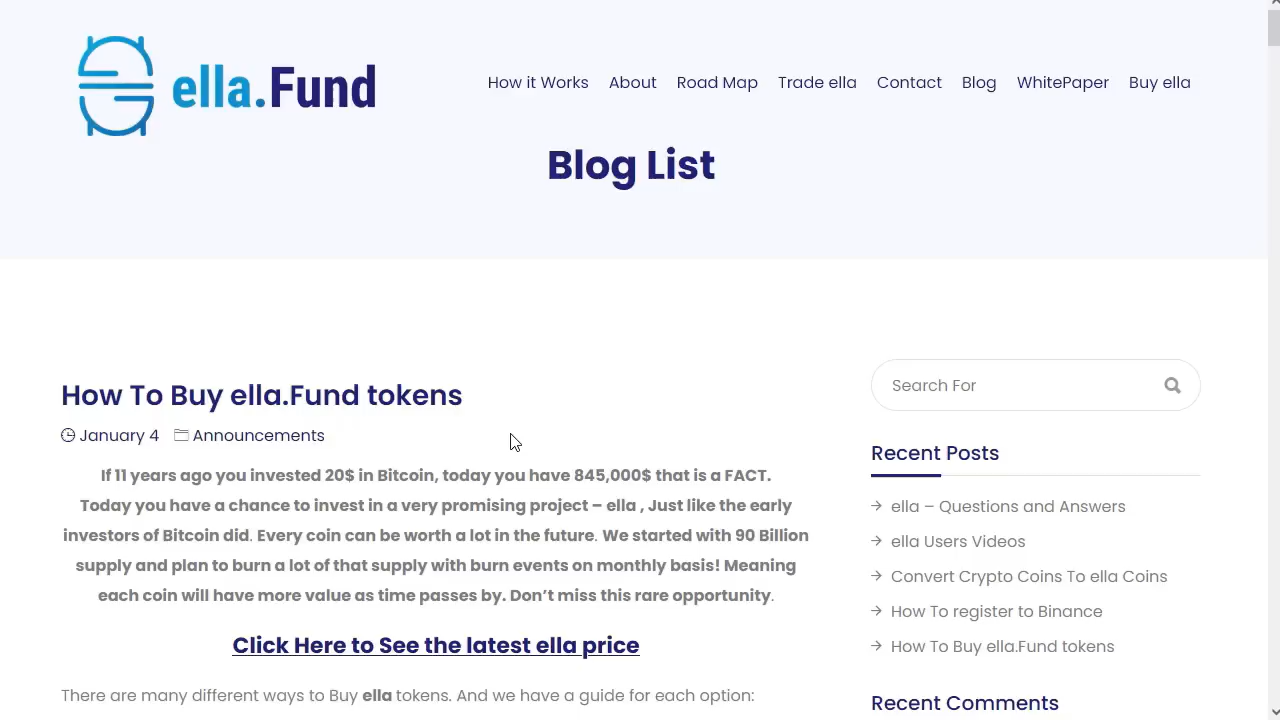 ella.Fund
How it Works About Road Map Trade ella Contact Blog WhitePaper Buy ella
Blog List
How To Buy ella.Fund tokens
January 4 Announcements
If 11 years ago you invested 20$ in Bitcoin, today you have 845,000$ that is a FACT.
Today you have a chance to invest in a very promising project – ella , Just like the early
investors of Bitcoin did. Every coin can be worth a lot in the future. We started with 90 Billion
supply and plan to burn a lot of that supply with burn events on monthly basis! Meaning
each coin will have more value as time passes by. Don’t miss this rare opportunity.
Click Here to See the latest ella price
There are many different ways to Buy ella tokens. And we have a guide for each option:
Search For
Recent Posts
ella – Questions and Answers
ella Users Videos
Convert Crypto Coins To ella Coins
How To register to Binance
How To Buy ella.Fund tokens
Recent Comments